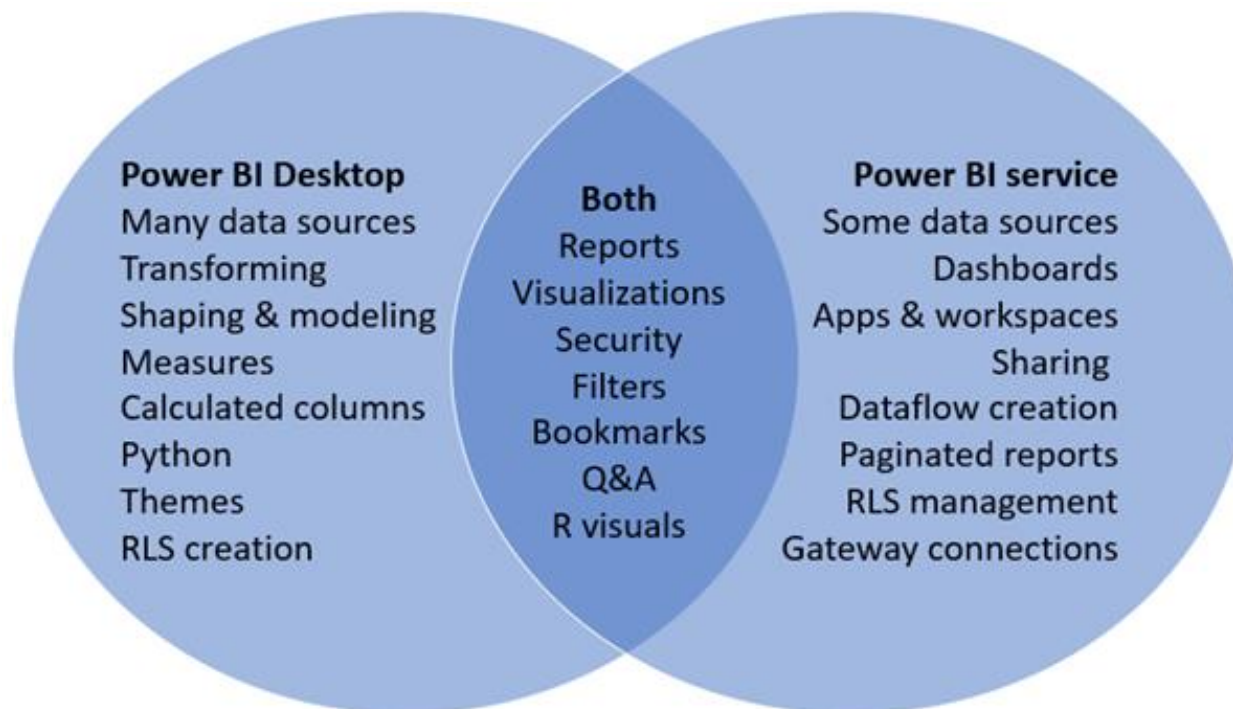 Power BI Desktop
Many data sources
Transforming
Shaping & modeling
Measures
Calculated columns
Python
Themes
RLS creation
Both
Reports
Visualizations
Security
Filters
Bookmarks
Q&A
R visuals
Power BI service
Some data sources
Dashboards
Apps & workspaces
Sharing
Dataflow creation
Paginated reports
RLS management
Gateway connections